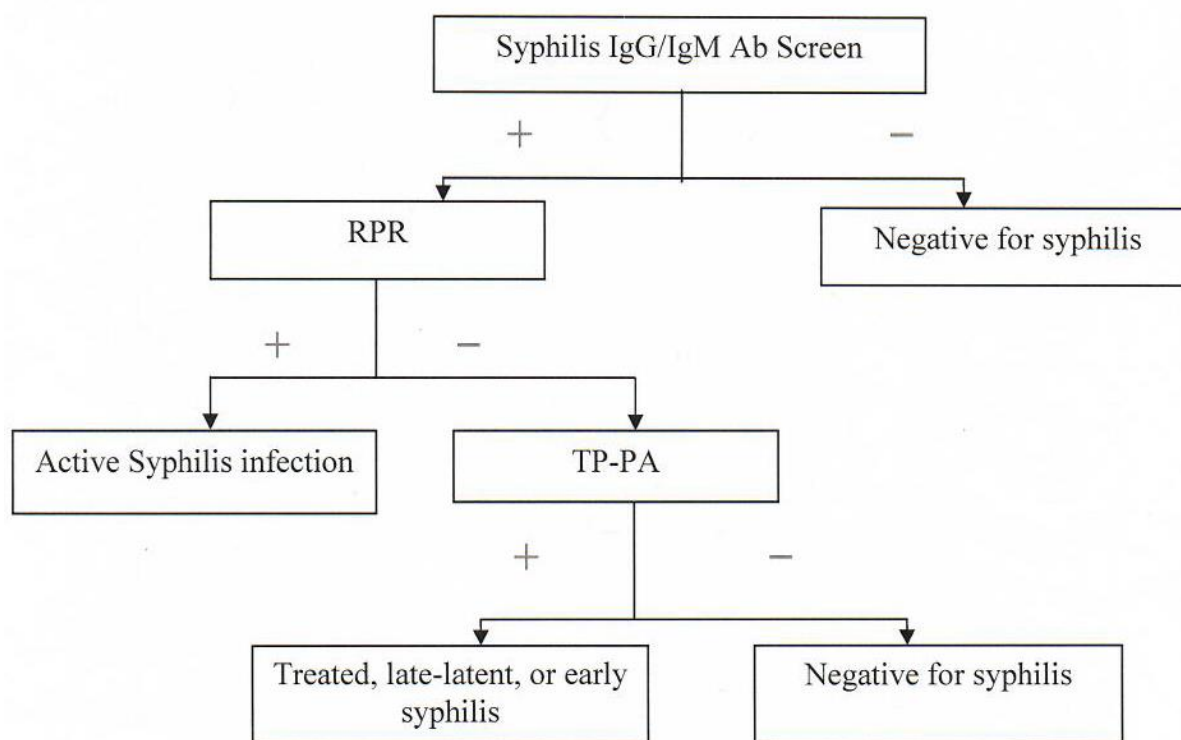 Syphilis IgG/IgM Ab Screen
+
−
RPR
Negative for syphilis
+
−
Active Syphilis infection
TP-PA
+
−
Treated, late-latent, or early
syphilis
Negative for syphilis